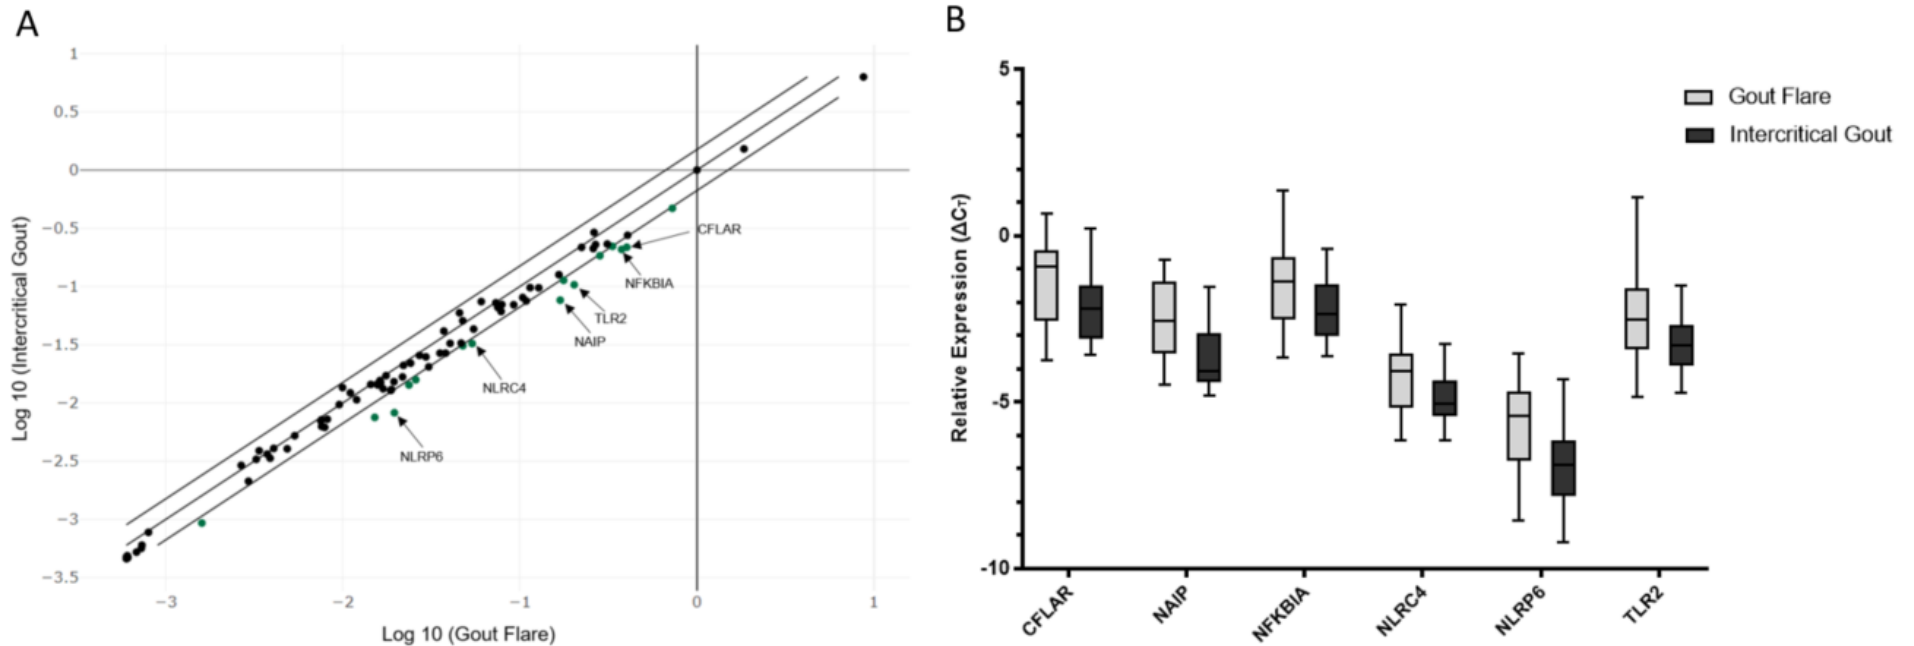 A
Log 10 (Intercritical Gout)
1
0.5
0
−0.5
−1
−1.5
−2
−2.5
−3
−3.5
CFLAR
NFKBIA
TLR2
NAIP
NLRC4
NLRP6
−3 −2 −1 0 1
Log 10 (Gout Flare)
B
Relative Expression (ΔCT)
5
0
-5
-10
Gout Flare
Intercritical Gout
CFLAR NAIP NFKBIA NLRC4 NLRP6 TLR2